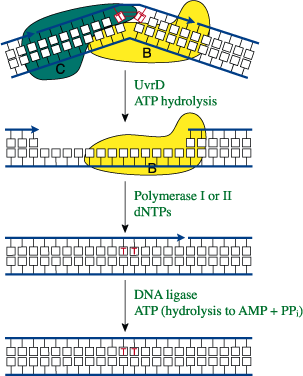 B
C
UvrD
ATP hydrolysis
B
Polymerase I or II
dNTPs
T T
DNA ligase
ATP (hydrolysis to AMP + PPi)
T T